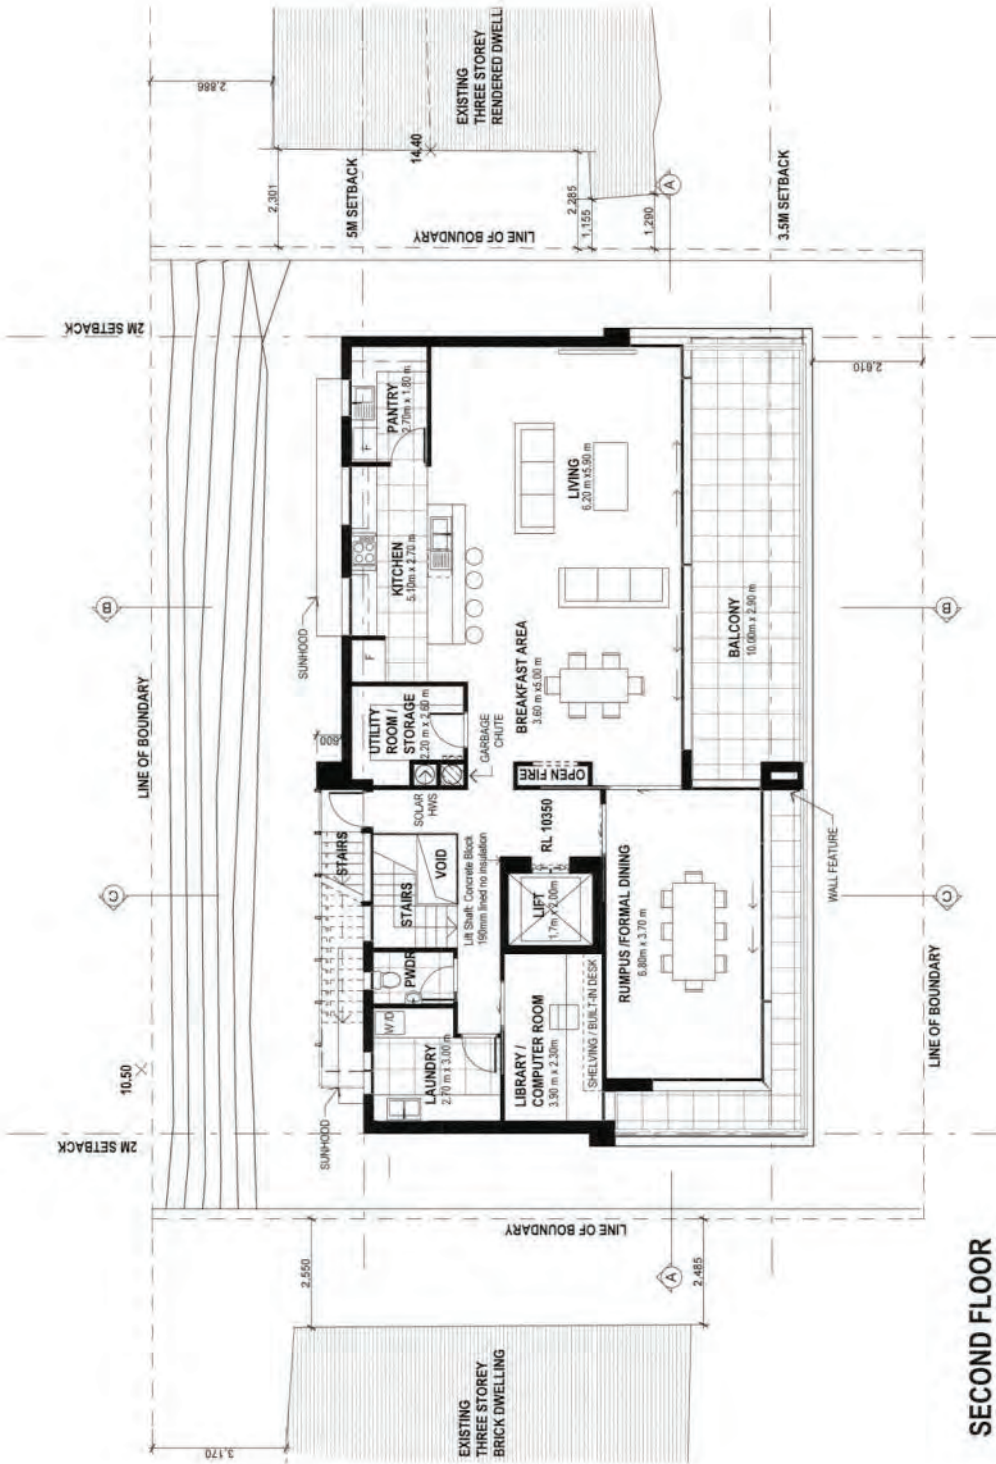 EXISTING
THREE STOREY
BRICK DWELLING
3,170
2,550
2,485
LINE OF BOUNDARY
A
2M SETBACK
10.50
SUNHOOD
LAUNDRY
2.70 m x 3.00 m
W /D
PWDR
STAIRS
STAIRS
VOID
Lift Shaft: Concrete Block
190mm lined no insulation
LIBRARY /
COMPUTER ROOM
3.90 m x 2.30m
SHELVING / BUILT-IN DESK
LIFT
1.7m x 2.00m
RL 10350
RUMPUS /FORMAL DINING
6.80m x 3.70 m
WALL FEATURE
C
C
LINE OF BOUNDARY
LINE OF BOUNDARY
SOLAR
HWS
GARBAGE
CHUTE
OPEN FIRE
UTILITY
ROOM /
STORAGE
2.20 m x 2.60 m
600
SUNHOOD
F
KITCHEN
5.10m x 2.70 m
BREAKFAST AREA
3.60 m x5.00 m
BALCONY
10.00m x 2.90 m
B
B
LIVING
6.20 m x5.90 m
PANTRY
2.70m x 1.80 m
F
2M SETBACK
2,610
LINE OF BOUNDARY
5M SETBACK
3.5M SETBACK
2,301
2,285
1,155
1,290
A
14.40
2,886
EXISTING
THREE STOREY
RENDERED DWELL
SECOND FLOOR